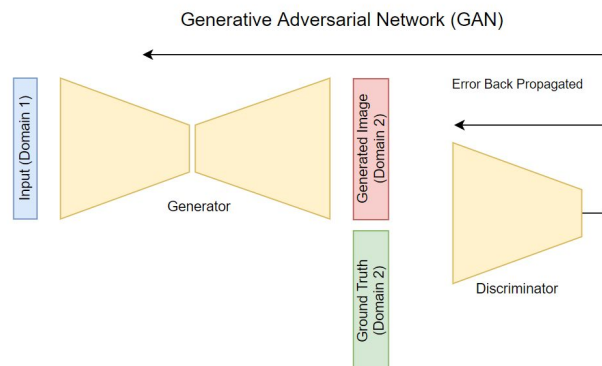 Generative Adversarial Network (GAN)
Error Back Propagated
Input (Domain 1)
Generator
Generated Image
(Domain 2)
Ground Truth
(Domain 2)
Discriminator